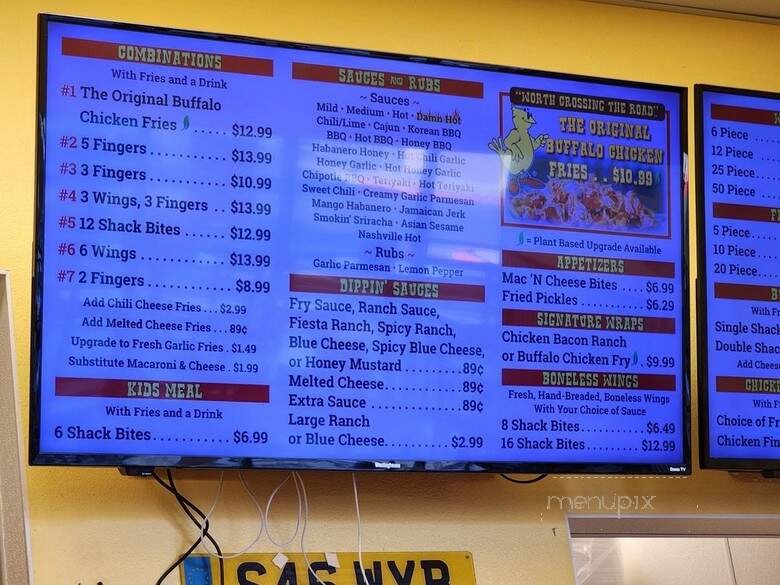 COMBINATIONS
With Fries and a Drink
#1 The Original Buffalo
Chicken Fries ..... $12.99
#2 5 Fingers .......... $13.99
#3 3 Fingers .......... $10.99
#4 3 Wings, 3 Fingers .. $13.99
#5 12 Shack Bites ...... $12.99
#6 6 Wings ............ $13.99
#7 2 Fingers ........... $8.99
Add Chili Cheese Fries ... $2.99
Add Melted Cheese Fries ... 89¢
Upgrade to Fresh Garlic Fries . $1.49
Substitute Macaroni & Cheese . $1.99
KIDS MEAL
With Fries and a Drink
6 Shack Bites........... $6.99
SAUCES AND RUBS
~ Sauces ~
Mild • Medium • Hot • Damn Hot
Chili/Lime • Cajun • Korean BBQ
BBQ • Hot BBQ • Honey BBQ
Habanero Honey • Hot Chili Garlic
Honey Garlic • Hot Honey Garlic
Chipotle BBQ • Teriyaki • Hot Teriyaki
Sweet Chili • Creamy Garlic Parmesan
Mango Habanero • Jamaican Jerk
Smokin' Sriracha • Asian Sesame
Nashville Hot
~ Rubs ~
Garlic Parmesan • Lemon Pepper
DIPPIN' SAUCES
Fry Sauce, Ranch Sauce,
Fiesta Ranch, Spicy Ranch,
Blue Cheese, Spicy Blue Cheese,
or Honey Mustard ......... 89¢
Melted Cheese............ 89¢
Extra Sauce .............. 89¢
Large Ranch
or Blue Cheese.......... $2.99
"WORTH CROSSING THE ROAD"
THE ORIGINAL
BUFFALO CHICKEN
FRIES . . $10.99
= Plant Based Upgrade Available
APPETIZERS
Mac 'N Cheese Bites .... $6.99
Fried Pickles ........... $6.29
SIGNATURE WRAPS
Chicken Bacon Ranch
or Buffalo Chicken Fry . $9.99
BONELESS WINGS
Fresh, Hand-Breaded, Boneless Wings
With Your Choice of Sauce
8 Shack Bites........... $6.49
16 Shack Bites......... $12.99
Westinghouse
Roku TV
6 Piece ......
12 Piece .....
25 Piece.....
50 Piece ....
5 Piece......
10 Piece.....
20 Piece....
With Fr
Single Shac
Double Shac
Add Cheese
CHICK
With F
Choice of Fr
Chicken Fin
menupix
S46 WYR